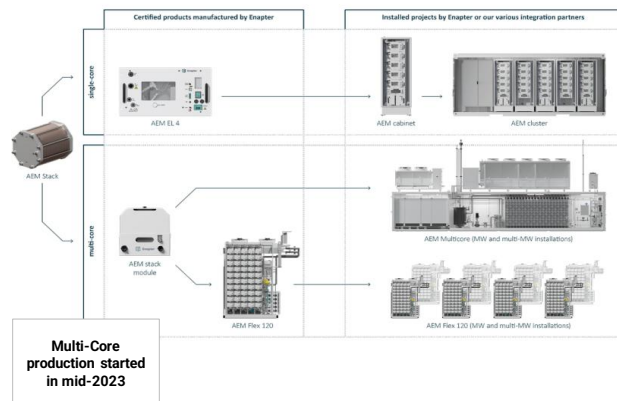 Certified products manufactured by Enapter
Installed projects by Enapter or our various integration partners
single-core
AEM EL 4
AEM cabinet
AEM cluster
AEM Stack
multi-core
AEM-stack
module
AEM Flex 120
AEM Multicore (MW and multi-MW installations)
AEM Flex 120 (MW and multi-MW installations)
Multi-Core
production started
in mid-2023